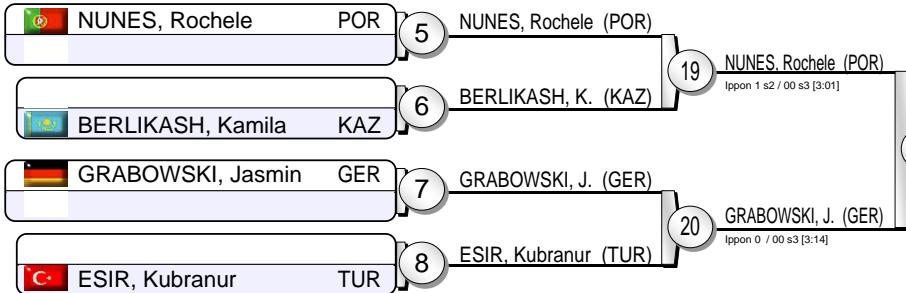 NUNES, Rochele POR
5
NUNES, Rochele (POR)
19
NUNES, Rochele (POR)
Ippon 1 s2 / 00 s3 [3:01]
BERLIKASH, Kamila KAZ
6
BERLIKASH, K. (KAZ)
GRABOWSKI, Jasmin GER
7
GRABOWSKI, J. (GER)
20
GRABOWSKI, J. (GER)
Ippon 0 / 00 s3 [3:14]
ESIR, Kubranur TUR
8
ESIR, Kubranur (TUR)